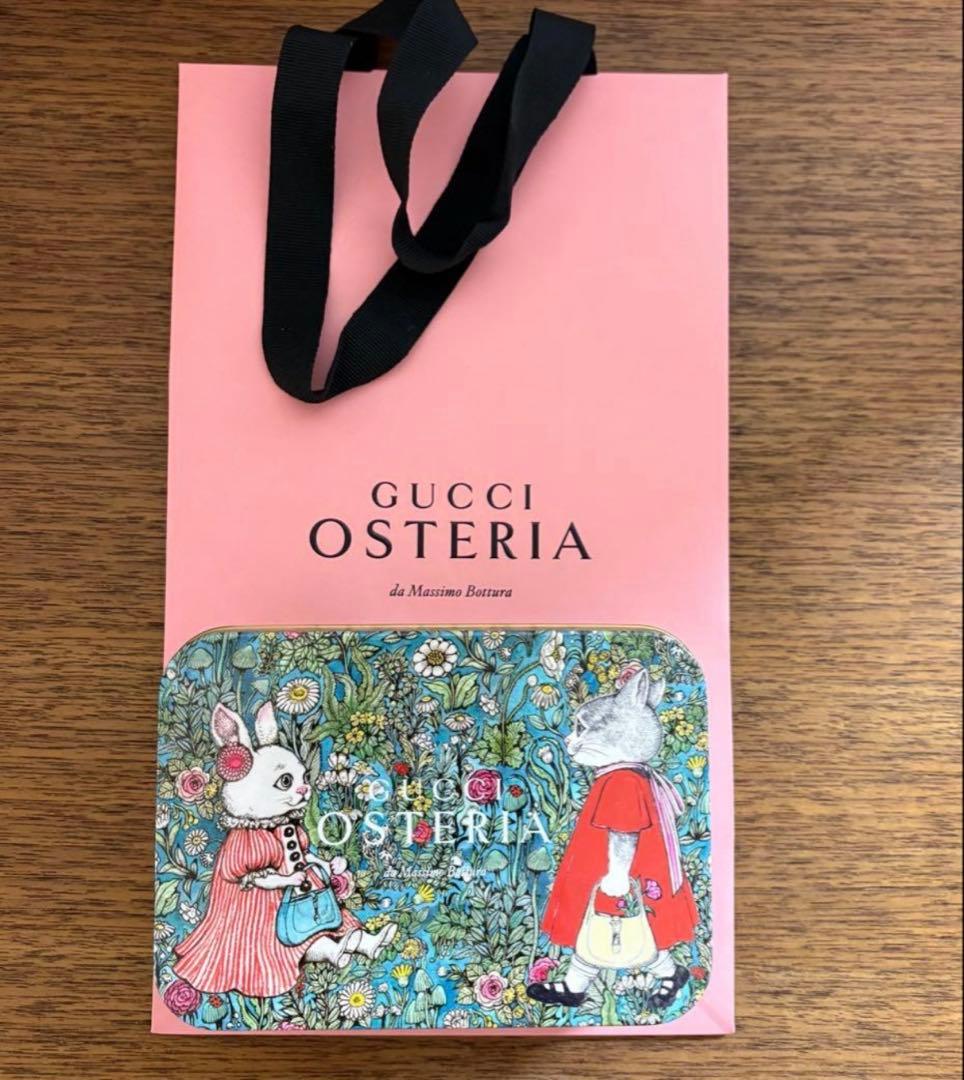 GUCCI
OSTERIA
da Massimo Bottura
GUCCI
OSTERIA
da Massimo Bottura